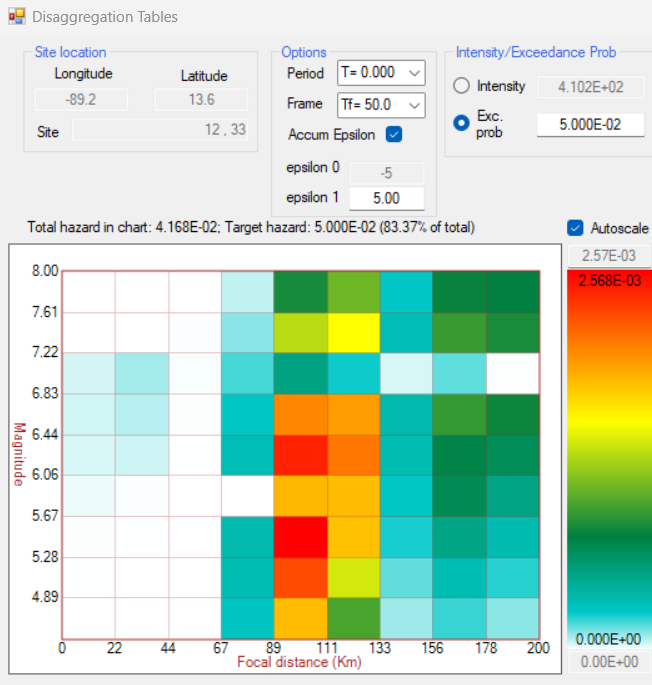 Disaggregation Tables
Site location
Longitude
Latitude
-89.2
13.6
Site
12 , 33
Options
Period
T= 0.000
Frame
Tf= 50.0
Accum Epsilon
epsilon 0
-5
epsilon 1
5.00
Intensity/Exceedance Prob
Intensity
4.102E+02
Exc.
prob
5.000E-02
Total hazard in chart: 4.168E-02; Target hazard: 5.000E-02 (83.37% of total)
Autoscale
2.57E-03
2.568E-03
8.00
7.61
7.22
6.83
6.44
6.06
5.67
5.28
4.89
Magnitude
0 22 44 67 89 111 133 156 178 200
Focal distance (Km)
0.000E+00
0.00E+00